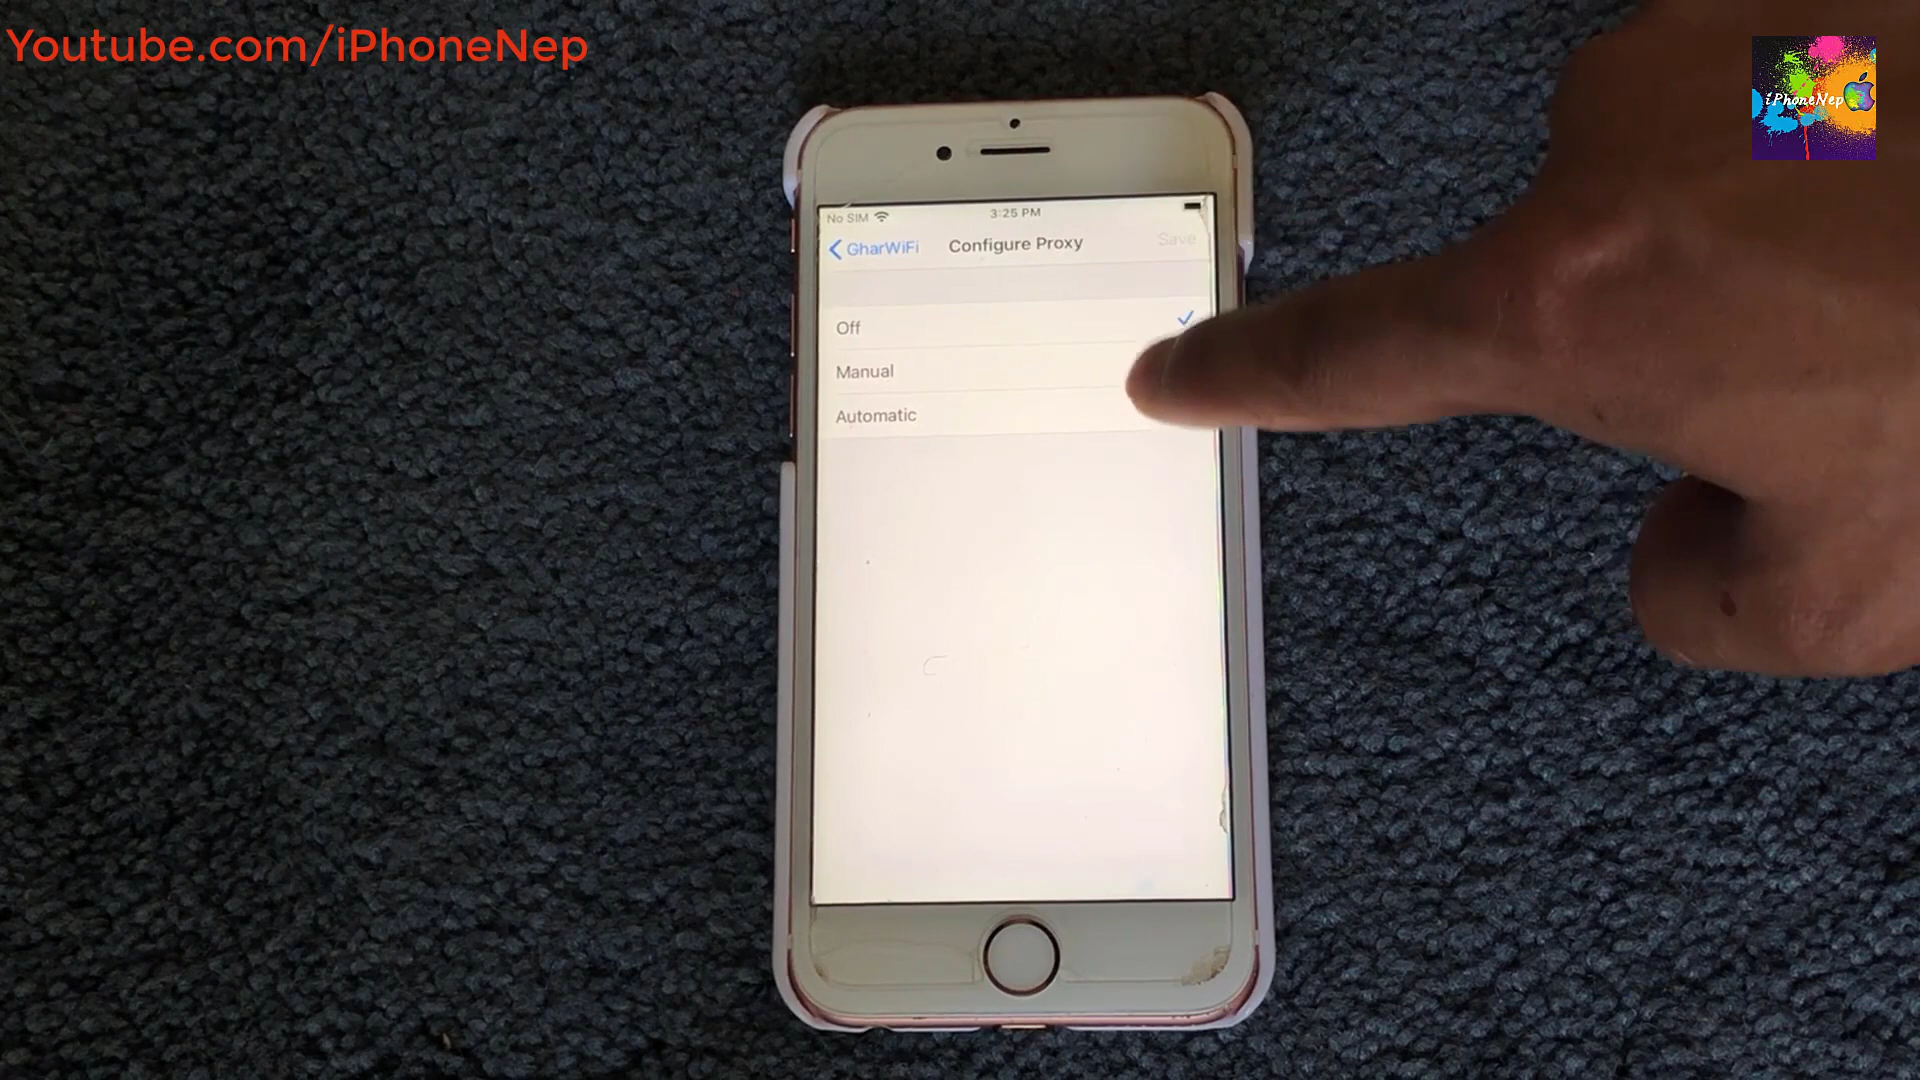 Youtube.com/iPhoneNep
iPhoneNep
No SIM
3:25 PM
GharWiFi
Configure Proxy
Save
Off
Manual
Automatic